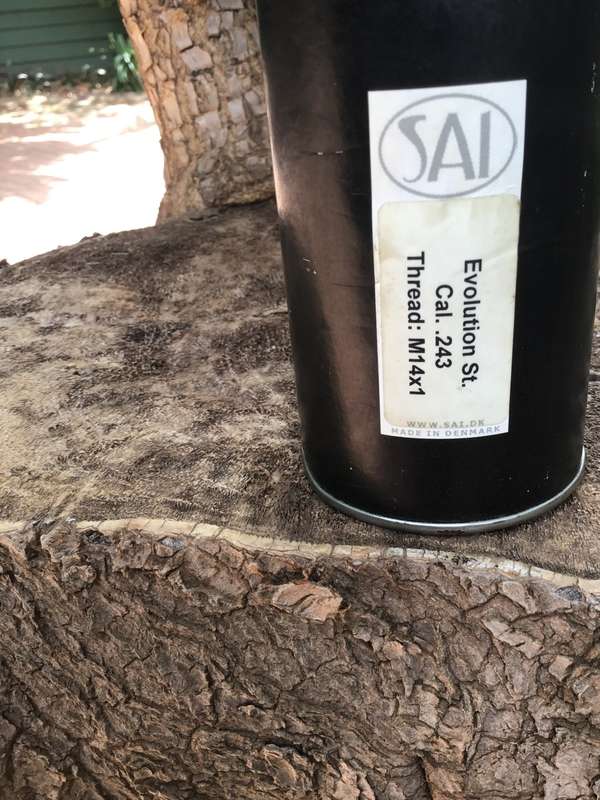 SAI
Evolution St.
Cal. .243
Thread: M14x1
WWW.SAI.DK
MADE IN DENMARK